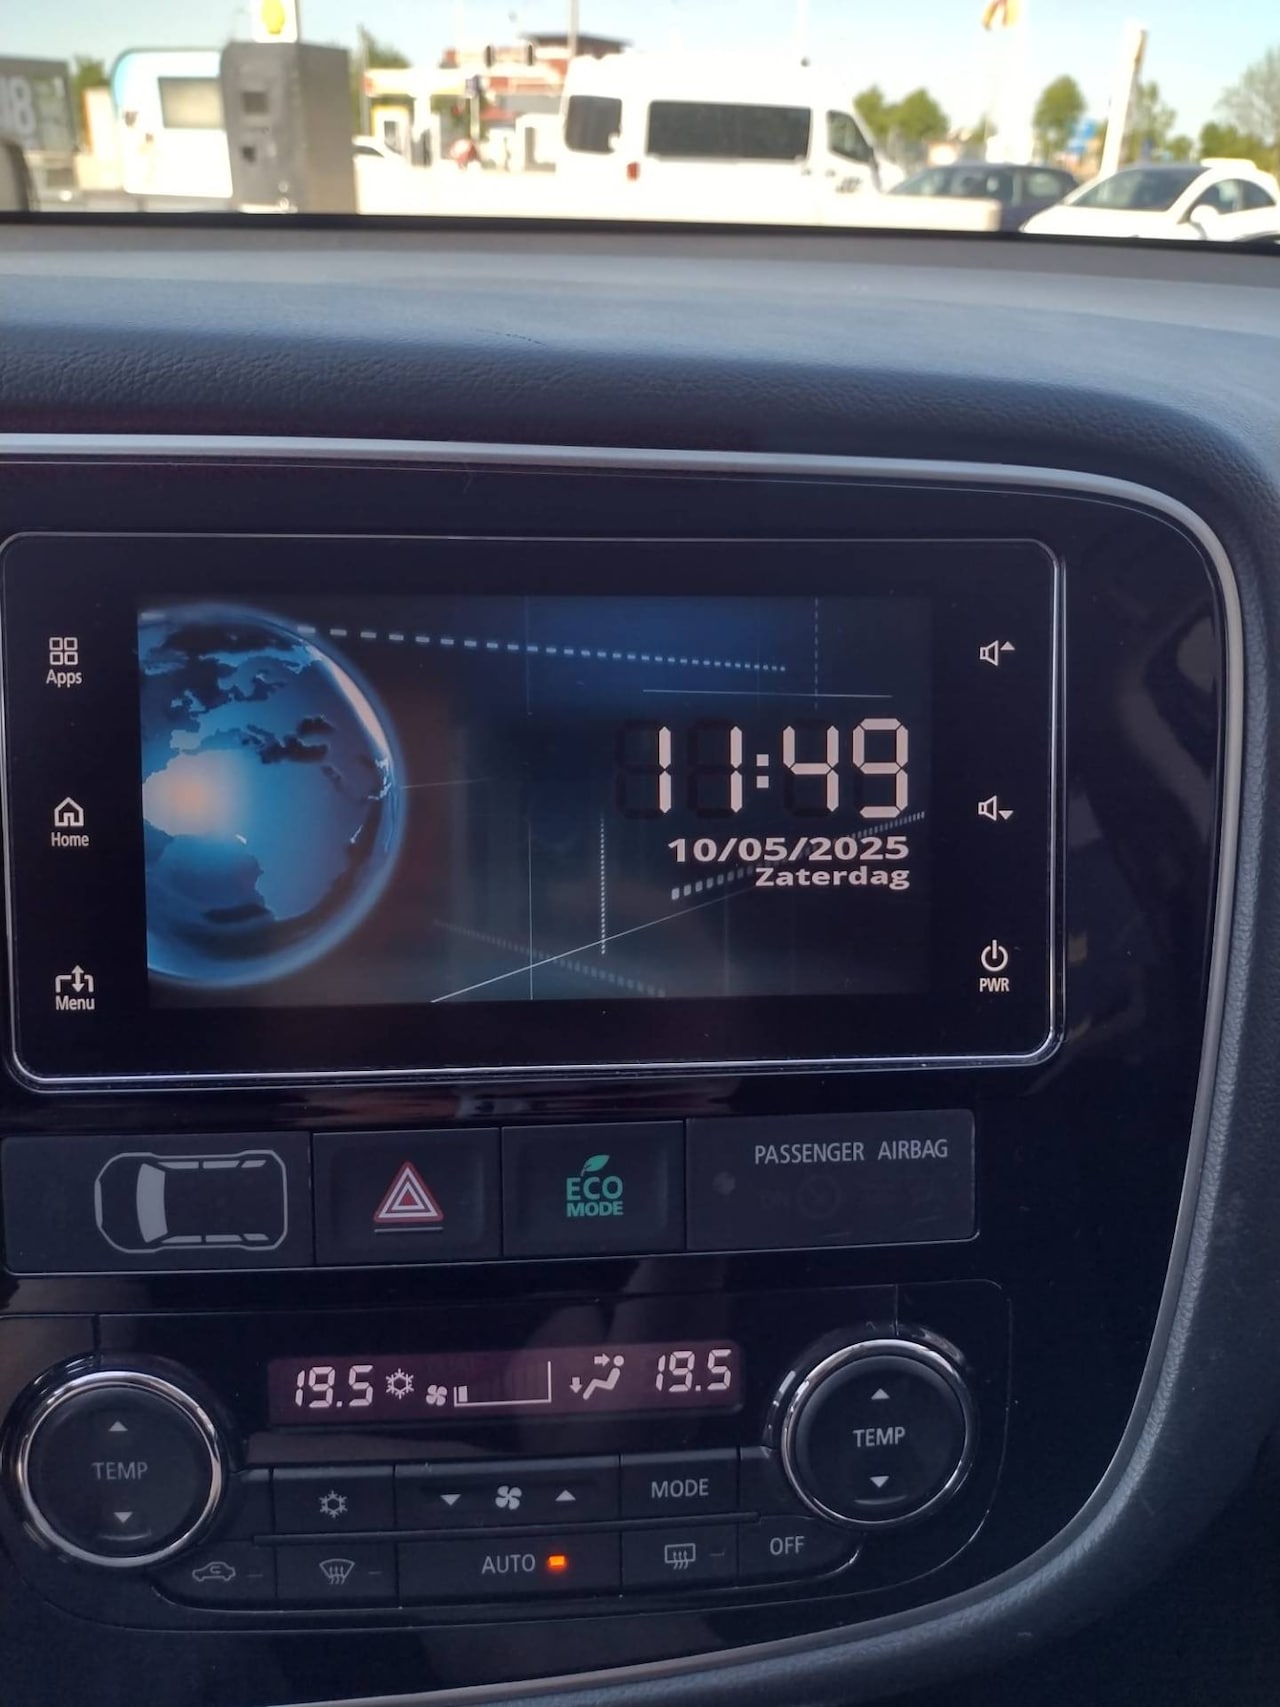 18
Apps
Home
Menu
11:49
10/05/2025
Zaterdag
PWR
ECO
MODE
PASSENGER AIRBAG
19.5
19.5
TEMP
MODE
TEMP
AUTO
OFF